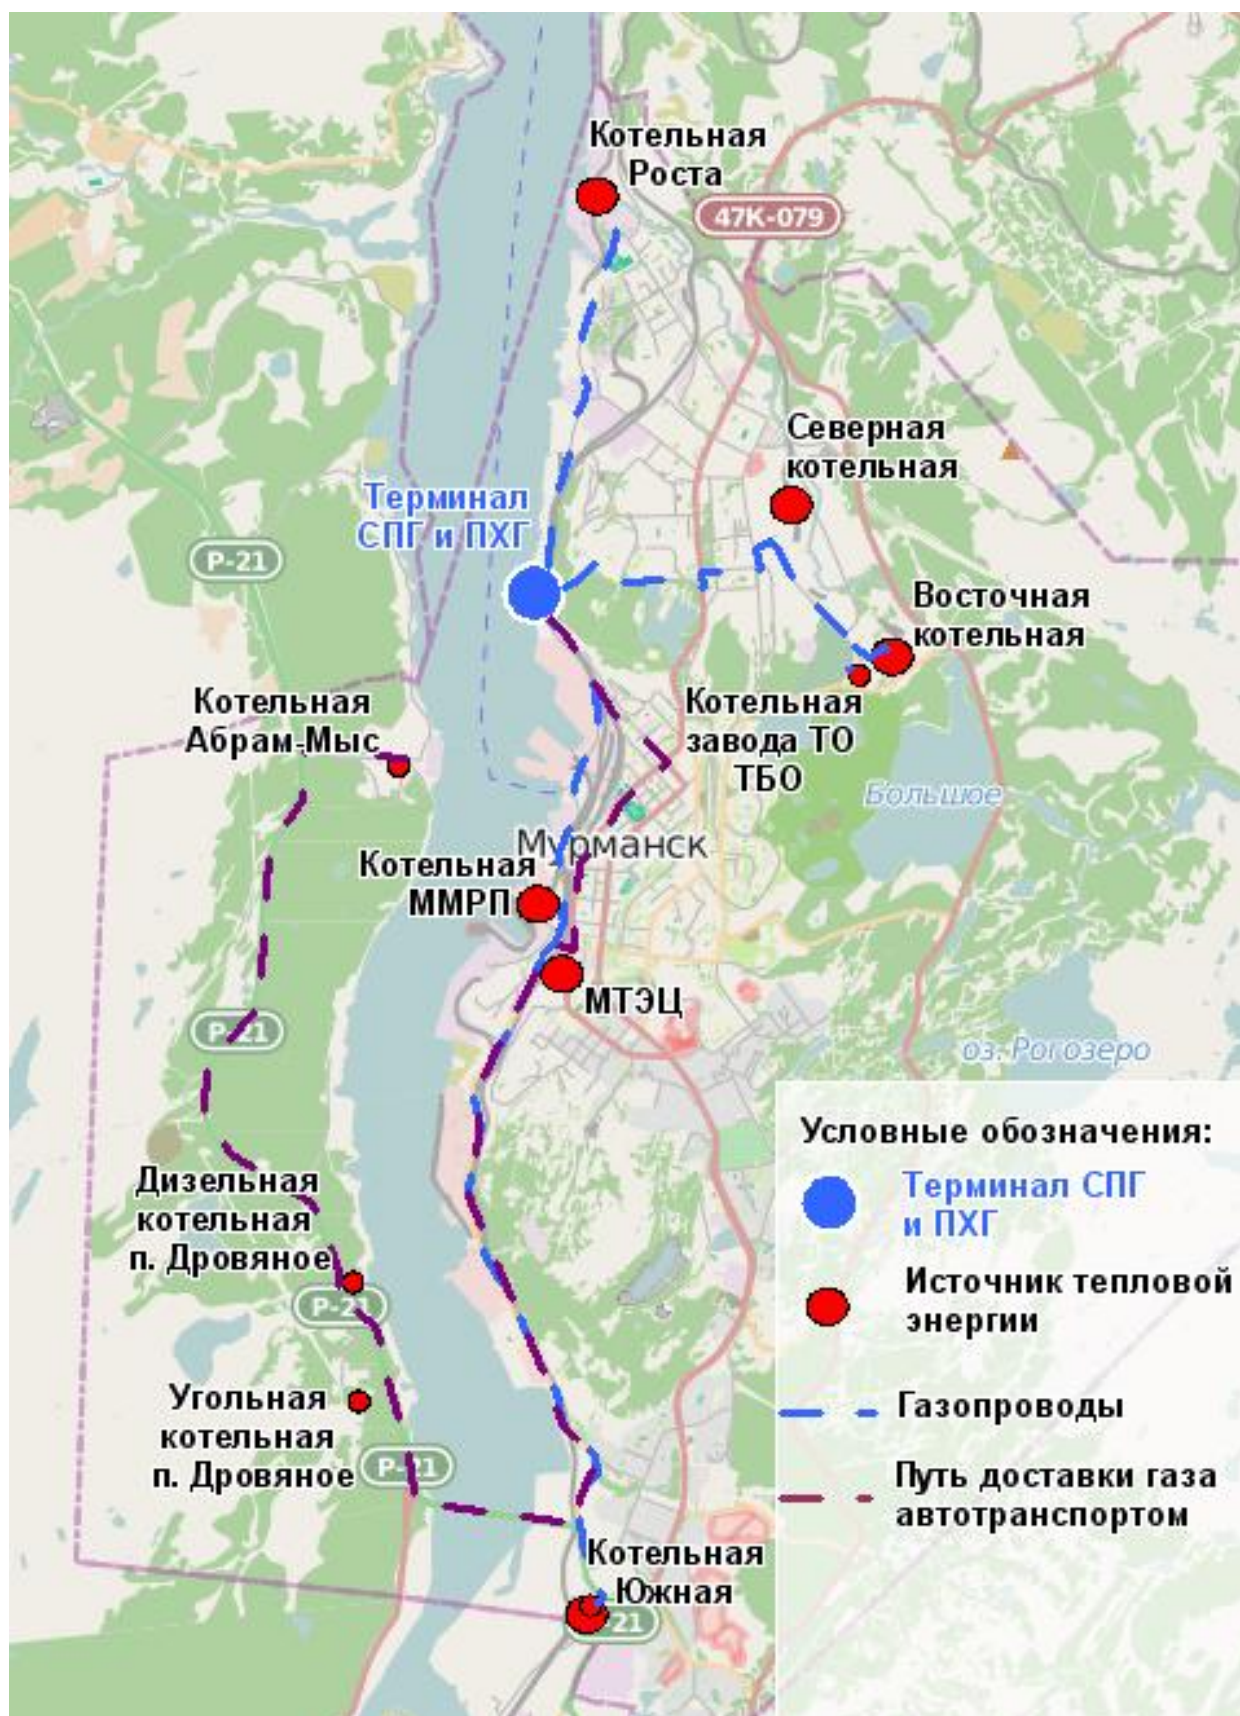 Котельная
Роста
47К-079
Северная
котельная
Терминал
СПГ и ПХГ
Р-21
Восточная
котельная
Котельная
Абрам-Мыс
Котельная
завода ТО
ТБО
Большое
Мурманск
Котельная
ММРП
МТЭЦ
Р-21
оз. Рогозеро
Дизельная
котельная
п. Дровяное
Р-21
Угольная
котельная
п. Дровяное
Р-21
Котельная
Южная
-21
Условные обозначения:
Терминал СПГ
и ПХГ
Источник тепловой
энергии
Газопроводы
Путь доставки газа
автотранспортом